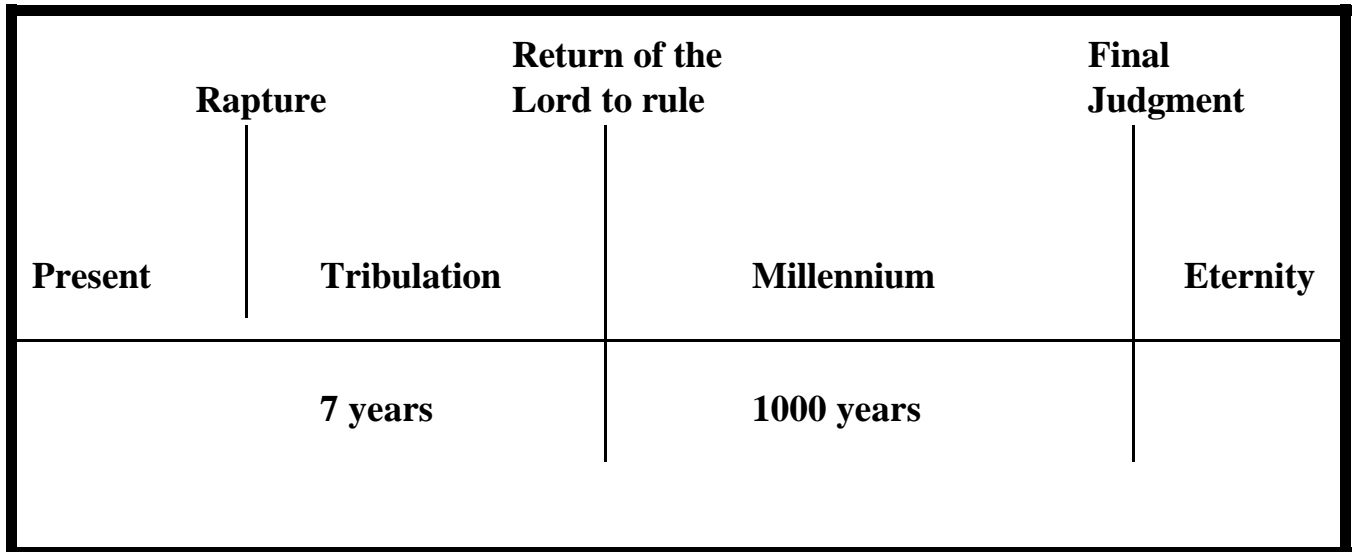 Return of the
Lord to rule
Final
Judgment
Rapture
Present
Tribulation
Millennium
Eternity
7 years
1000 years